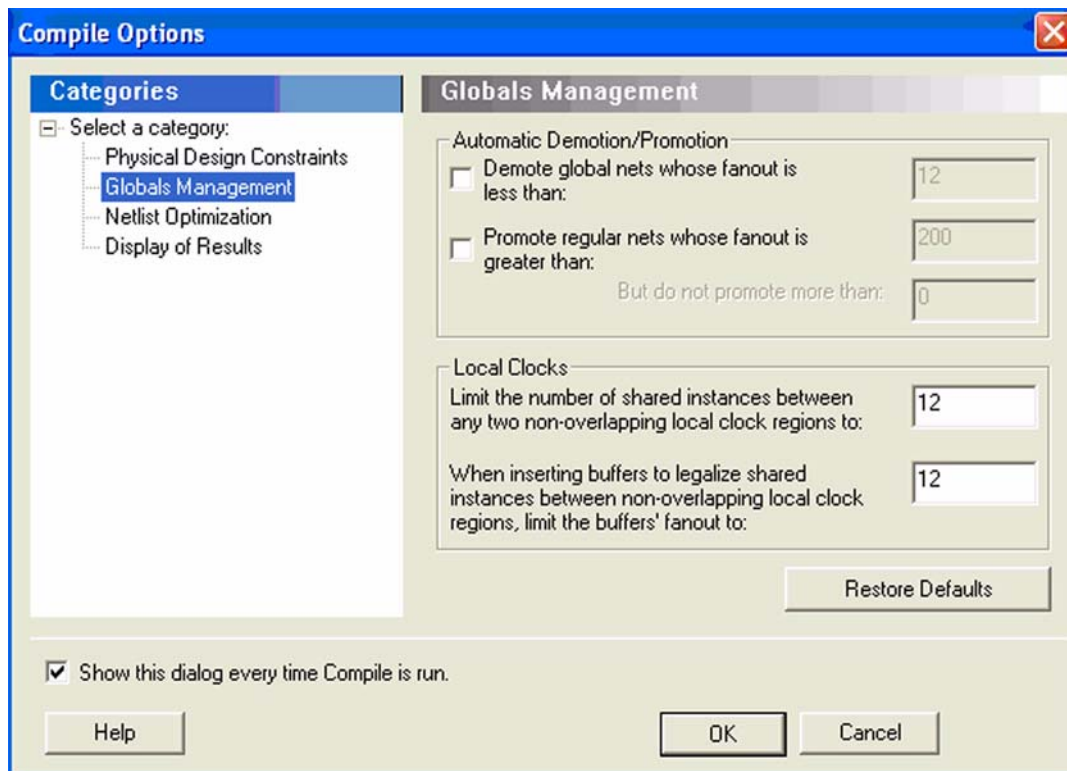 Compile Options
Categories
Select a category:
Physical Design Constraints
Globals Management
Netlist Optimization
Display of Results
Globals Management
Automatic Demotion/Promotion
Demote global nets whose fanout is
less than:
12
Promote regular nets whose fanout is
greater than:
200
But do not promote more than:
0
Local Clocks
Limit the number of shared instances between
any two non-overlapping local clock regions to:
12
When inserting buffers to legalize shared
instances between non-overlapping local clock
regions, limit the buffers' fanout to:
12
Restore Defaults
Show this dialog every time Compile is run.
Help
OK
Cancel